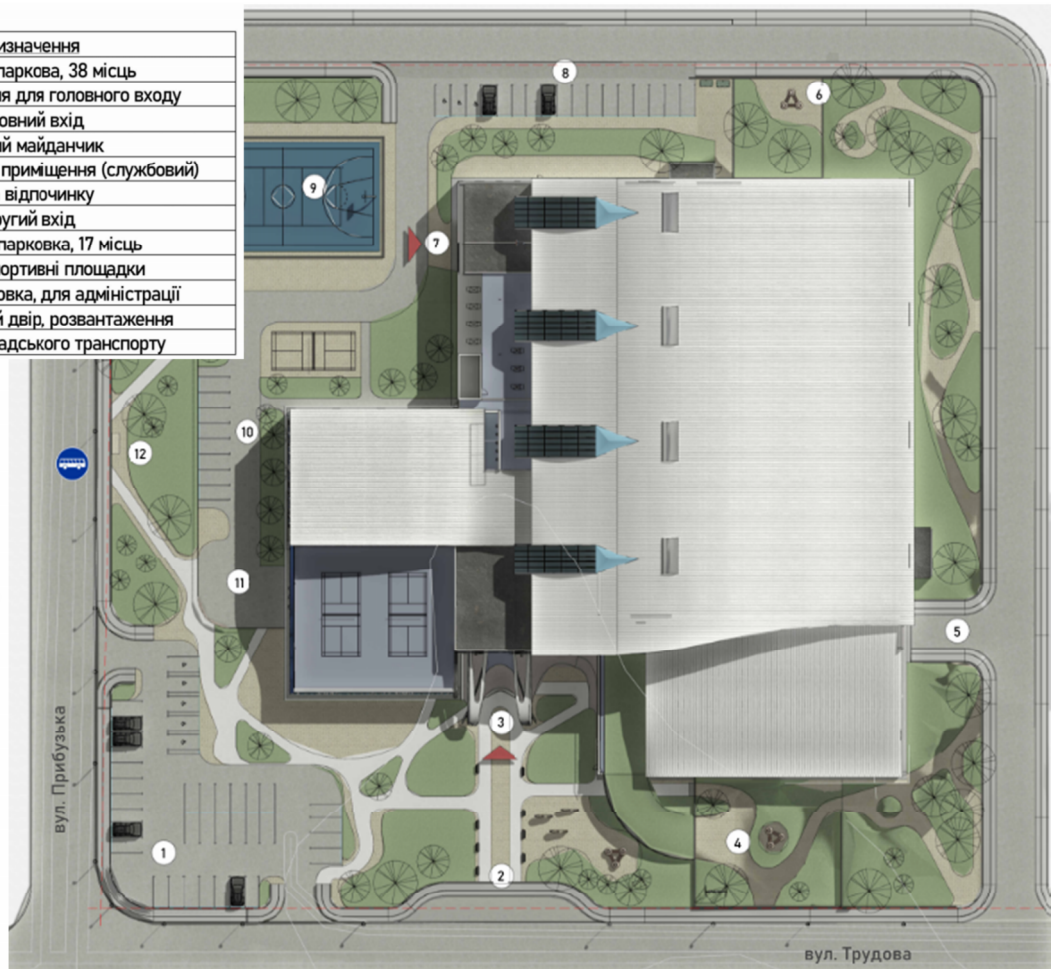 изначення
паркова, 38 місць
ля для головного входу
овний вхід
ий майданчик
приміщення (службовий)
відпочинку
ругий вхід
парковка, 17 місць
ортивні площадки
овка, для адміністрації
й двір, розвантаження
адського транспорту
8
6
9
7
10
12
11
5
3
4
1
2
вул. Прибузька
вул. Трудова